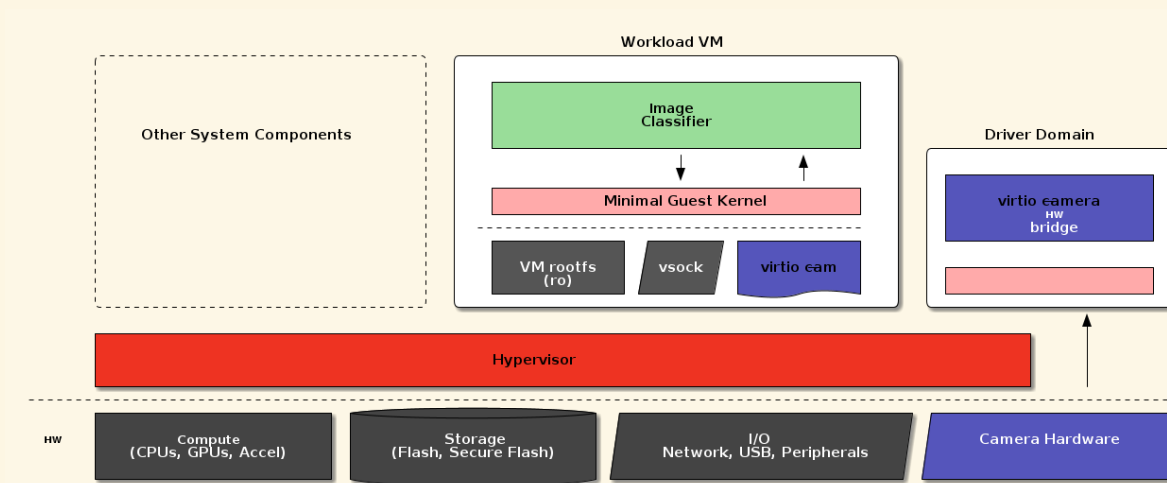 Workload VM
Image
Classifier
Other System Components
Driver Domain
Minimal Guest Kernel
virtio camera
HW
bridge
VM rootfs
(ro)
vsock
virtio cam
Hypervisor
HW
Compute
(CPUs, GPUs, Accel)
Storage
(Flash, Secure Flash)
I/O
Network, USB, Peripherals
Camera Hardware